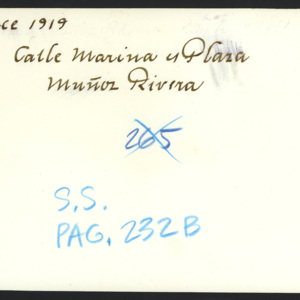 ce 1919
Calle Marina y Plaza
Muñoz Rivera
265
S.S.
PAG. 232B